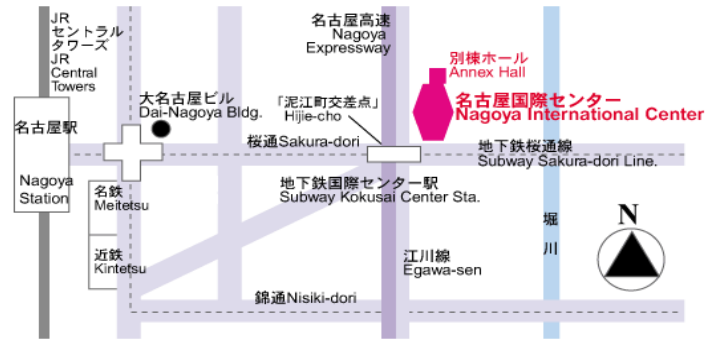 JR
セントラル
タワーズ
JR
Central
Towers
名古屋高速
Nagoya
Expressway
別棟ホール
Annex Hall
名古屋国際センター
Nagoya International Center
大名古屋ビル
Dai-Nagoya Bldg.
「泥江町交差点」
Hijie-cho
名古屋駅
Nagoya
Station
桜通Sakura-dori
地下鉄桜通線
Subway Sakura-dori Line.
名鉄
Meitetsu
地下鉄国際センター駅
Subway Kokusai Center Sta.
近鉄
Kintetsu
江川線
Egawa-sen
堀川
N
錦通Nisiki-dori